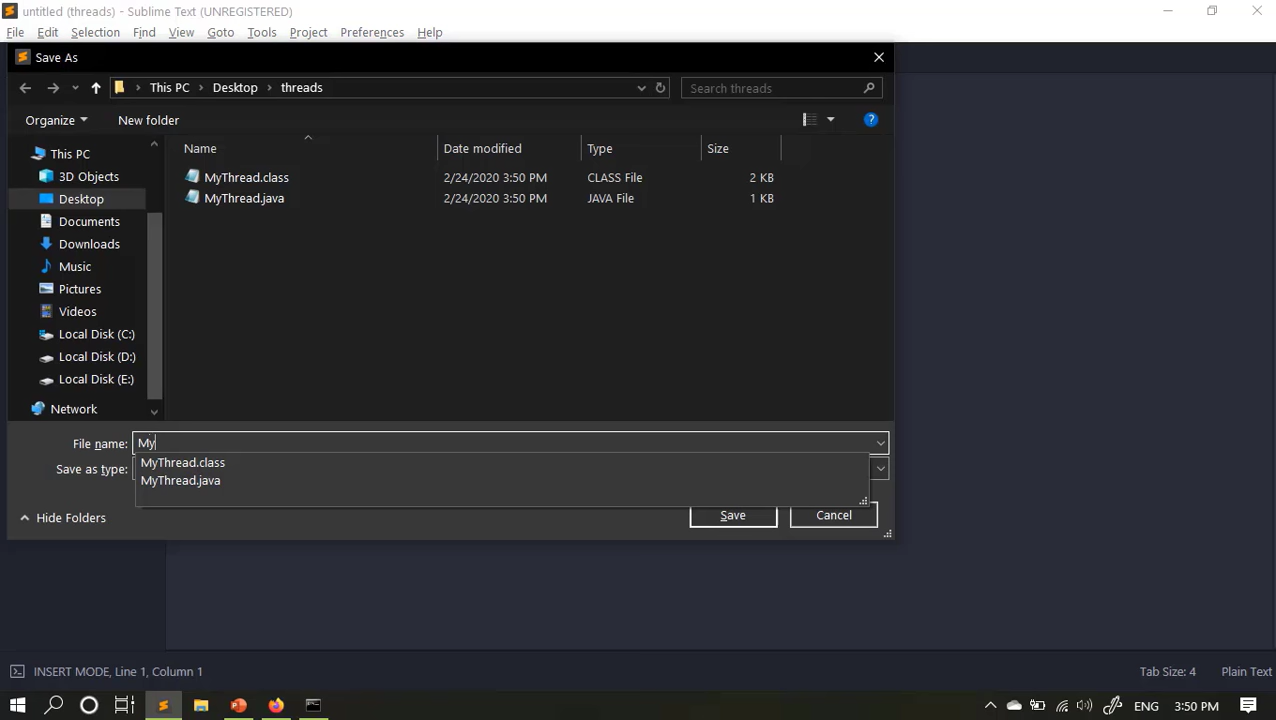 untitled (threads) - Sublime Text (UNREGISTERED)
File Edit Selection Find View Goto Tools Project Preferences Help
Save As
This PC > Desktop > threads
Search threads
Organize New folder
Name Date modified Type Size
This PC
3D Objects
Desktop
Documents
Downloads
Music
Pictures
Videos
Local Disk (C:)
Local Disk (D:)
Local Disk (E:)
Network
MyThread.class 2/24/2020 3:50 PM CLASS File 2 KB
MyThread.java 2/24/2020 3:50 PM JAVA File 1 KB
File name: My
MyThread.class
Save as type:
MyThread.java
Hide Folders
Save Cancel
INSERT MODE, Line 1, Column 1
Tab Size: 4 Plain Text
ENG 3:50 PM